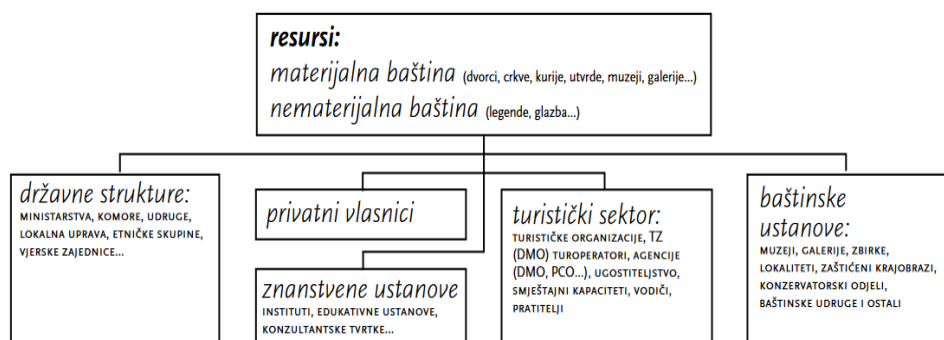 resursi:
materijalna baština (dvorci, crkve, kurije, utvrde, muzeji, galerije...)
nematerijalna baština (legende, glazba...)
državne strukture:
MINISTARSTVA, KOMORE, UDRUGE,
LOKALNA UPRAVA, ETNIČKE SKUPINE,
VJERSKE ZAJEDNICE...
privatni vlasnici
znanstvene ustanove
INSTITUTI, EDUKATIVNE USTANOVE,
KONZULTANTSKE TVRTKE...
turistički sektor:
TURISTIČKE ORGANIZACIJE, TZ
(DMO) TUROPERATORI, AGENCIJE
(DMO, PCO...), UGOSTITELJSTVO,
SMJEŠTAJNI KAPACITETI, VODIČI,
PRATITELJI
baštinske
ustanove:
MUZEJI, GALERIJE, ZBIRKE,
LOKALITETI, ZAŠTIĆENI KRAJOBRAZI,
KONZERVATORSKI ODJELI,
BAŠTINSKE UDRUGE I OSTALI